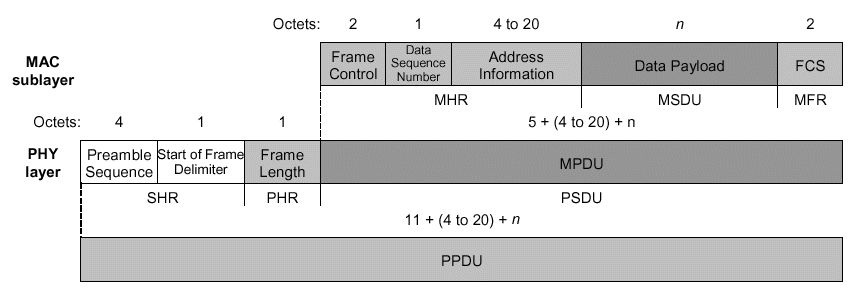 Octets: 2 1 4 to 20 n 2
MAC sublayer
Frame Control
Data Sequence Number
Address Information
Data Payload
FCS
MHR MSDU MFR
Octets: 4 1 1 5 + (4 to 20) + n
PHY layer
Preamble Sequence
Start of Frame Delimiter
Frame Length
MPDU
SHR PHR PSDU
11 + (4 to 20) + n
PPDU